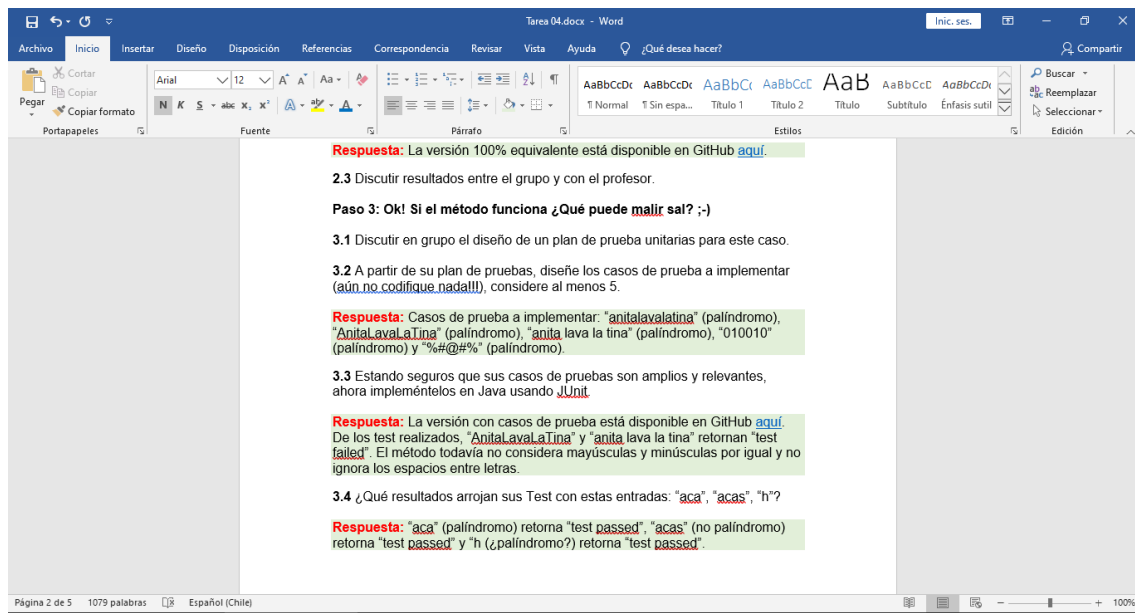 Tarea 04.docx - Word
Inic. ses.
Archivo Inicio Insertar Diseño Disposición Referencias Correspondencia Revisar Vista Ayuda ¿Qué desea hacer? Compartir
Pegar
Cortar
Copiar
Copiar formato
Portapapeles
Arial 12 Aa
N K S abc x₂ x²
Fuente
Párrafo
AaBbCcDc AaBbCcDc AaBbCc AaBbCcD AaB AaBbCcD AaBbCcDc
¶ Normal ¶ Sin espa... Título 1 Título 2 Título Subtítulo Énfasis sutil
Estilos
Buscar
Reemplazar
Seleccionar
Edición
Respuesta: La versión 100% equivalente está disponible en GitHub aquí.
2.3 Discutir resultados entre el grupo y con el profesor.
Paso 3: Ok! Si el método funciona ¿Qué puede malir sal? ;-)
3.1 Discutir en grupo el diseño de un plan de prueba unitarias para este caso.
3.2 A partir de su plan de pruebas, diseñe los casos de prueba a implementar
(aún no codifique nada!!!), considere al menos 5.
Respuesta: Casos de prueba a implementar: “anitalavalatina” (palíndromo),
“AnitaLavaLaTina” (palíndromo), “anita lava la tina” (palíndromo), “010010”
(palíndromo) y “%#@#%” (palíndromo).
3.3 Estando seguros que sus casos de pruebas son amplios y relevantes,
ahora impleméntelos en Java usando JUnit.
Respuesta: La versión con casos de prueba está disponible en GitHub aquí.
De los test realizados, “AnitaLavaLaTina” y “anita lava la tina” retornan “test
failed”. El método todavía no considera mayúsculas y minúsculas por igual y no
ignora los espacios entre letras.
3.4 ¿Qué resultados arrojan sus Test con estas entradas: “aca”, “acas”, “h”?
Respuesta: “aca” (palíndromo) retorna “test passed”, “acas” (no palíndromo)
retorna “test passed” y “h (¿palíndromo?) retorna “test passed”.
Página 2 de 5 1079 palabras Español (Chile) 100%